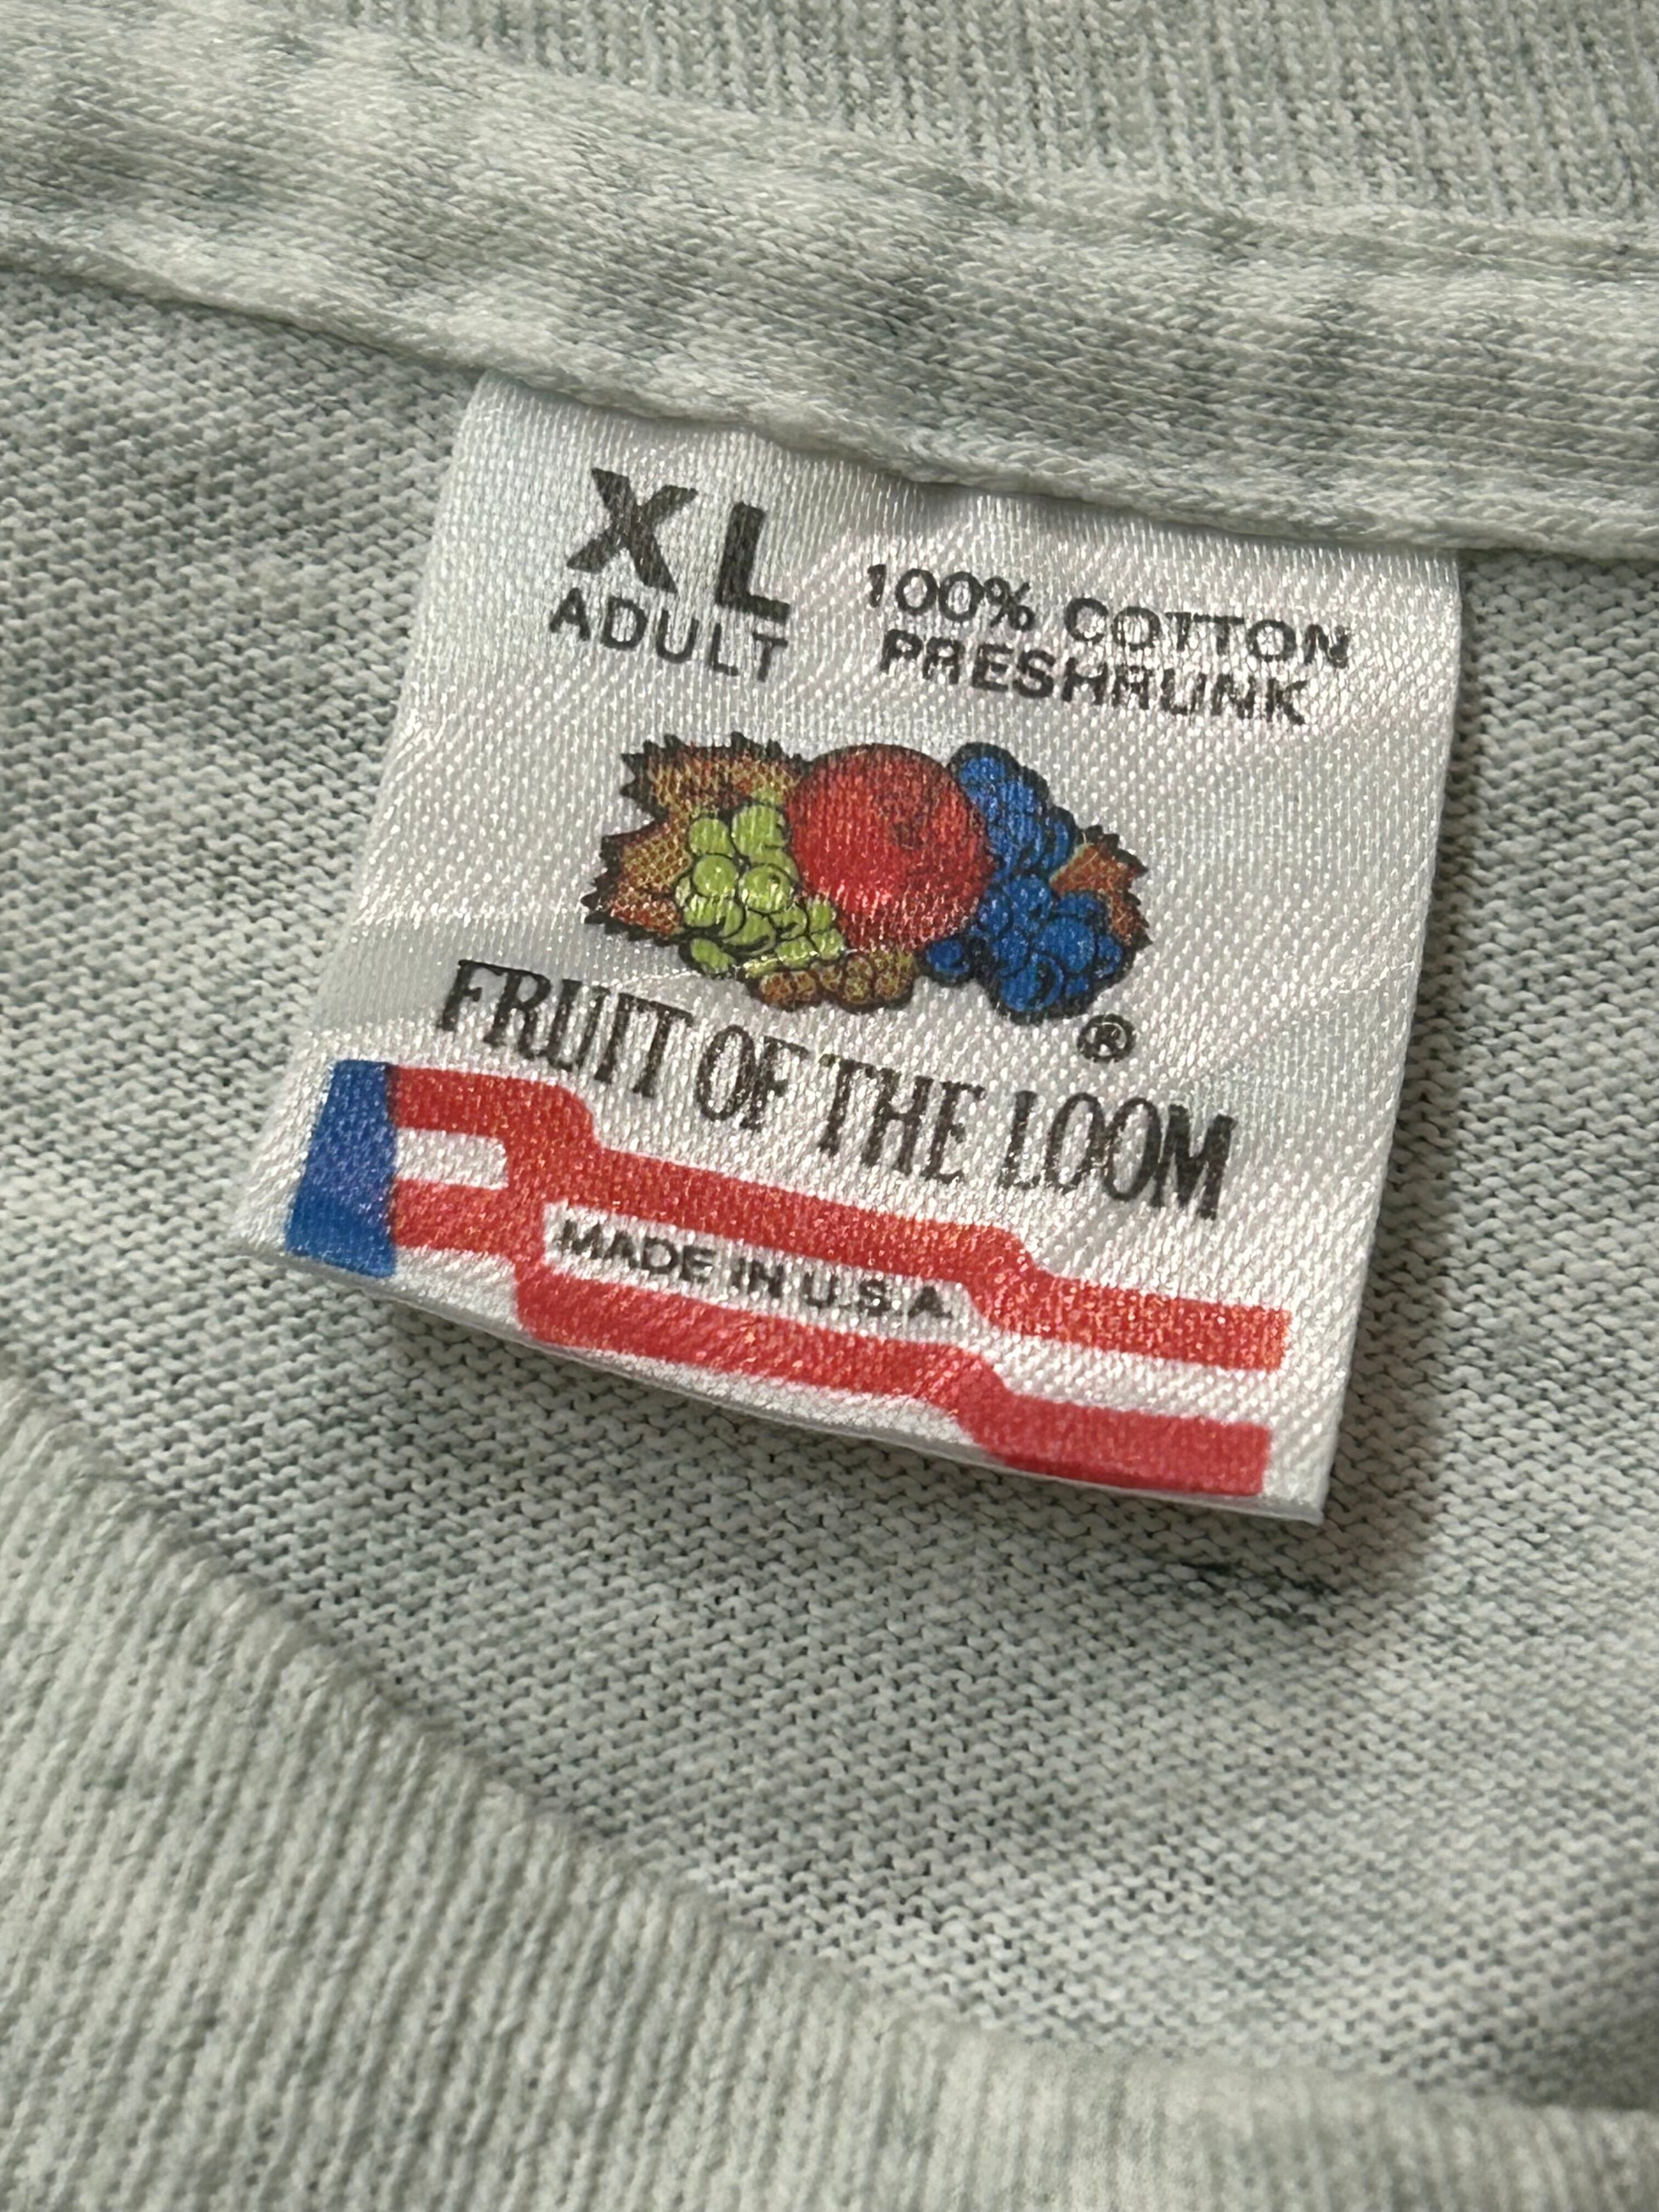 XL
ADULT
100% COTTON
PRESHRUNK
®
FRUIT OF THE LOOM
MADE IN U.S.A.